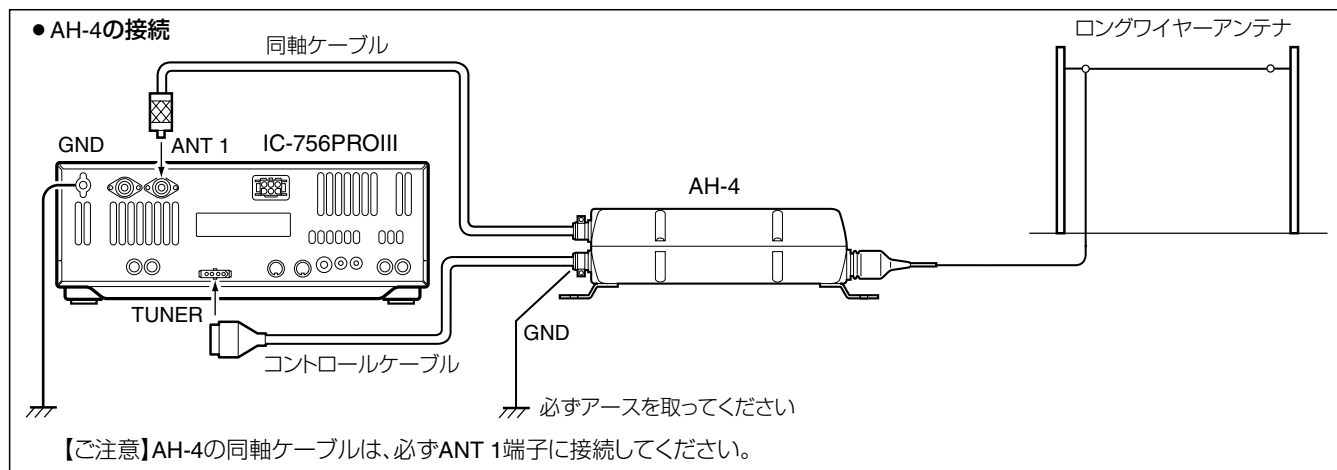 ●AH-4の接続
ロングワイヤーアンテナ
同軸ケーブル
GND
ANT 1
IC-756PROIII
AH-4
TUNER
GND
コントロールケーブル
必ずアースを取ってください
【ご注意】AH-4の同軸ケーブルは、必ずANT 1端子に接続してください。